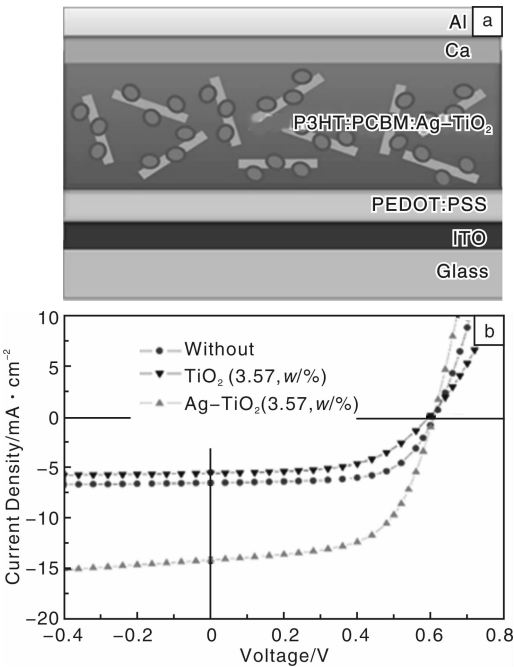 Al
a
Ca
P3HT:PCBM:Ag-TiO₂
PEDOT:PSS
ITO
Glass
b
Without
TiO₂ (3.57, w/%)
Ag-TiO₂(3.57, w/%)
Current Density/mA·cm⁻²
10
5
0
−5
−10
−15
−20
−0.4 −0.2 0 0.2 0.4 0.6 0.8
Voltage/V